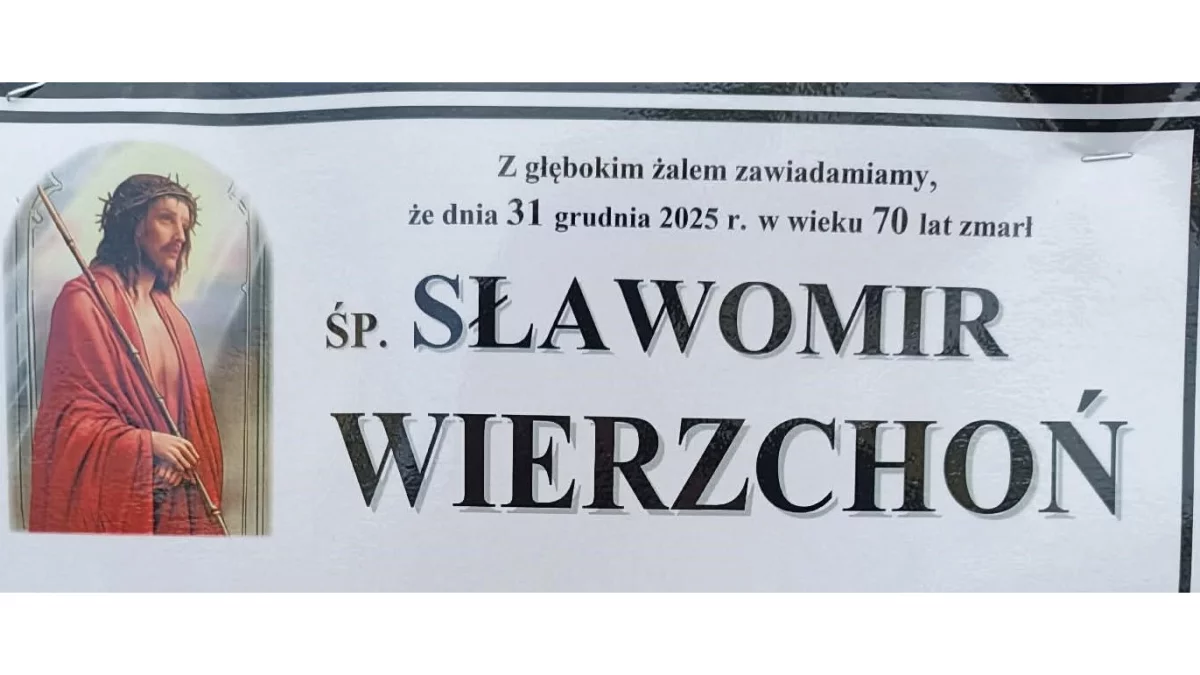 Z głębokim żalem zawiadamiamy,
że dnia 31 grudnia 2025 r. w wieku 70 lat zmarł
ŚP. SŁAWOMIR
WIERZCHOŃ